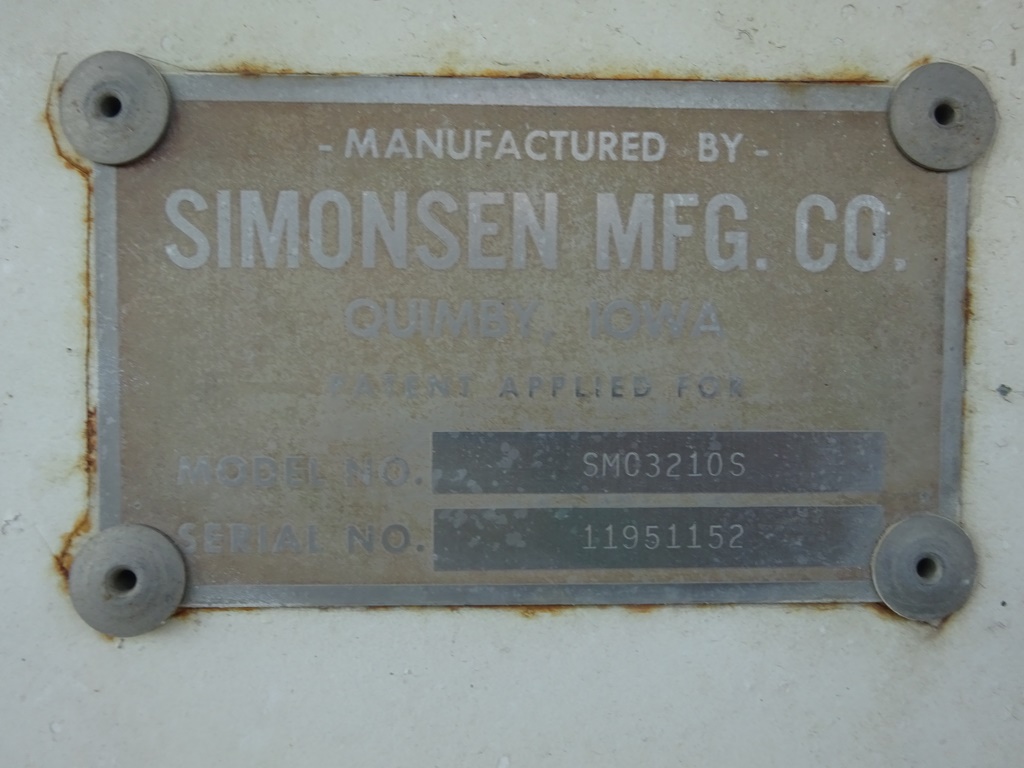 - MANUFACTURED BY -
SIMONSEN MFG. CO.
QUIMBY, IOWA
PATENT APPLIED FOR
MODEL NO. SMC3210S
SERIAL NO. 11951152